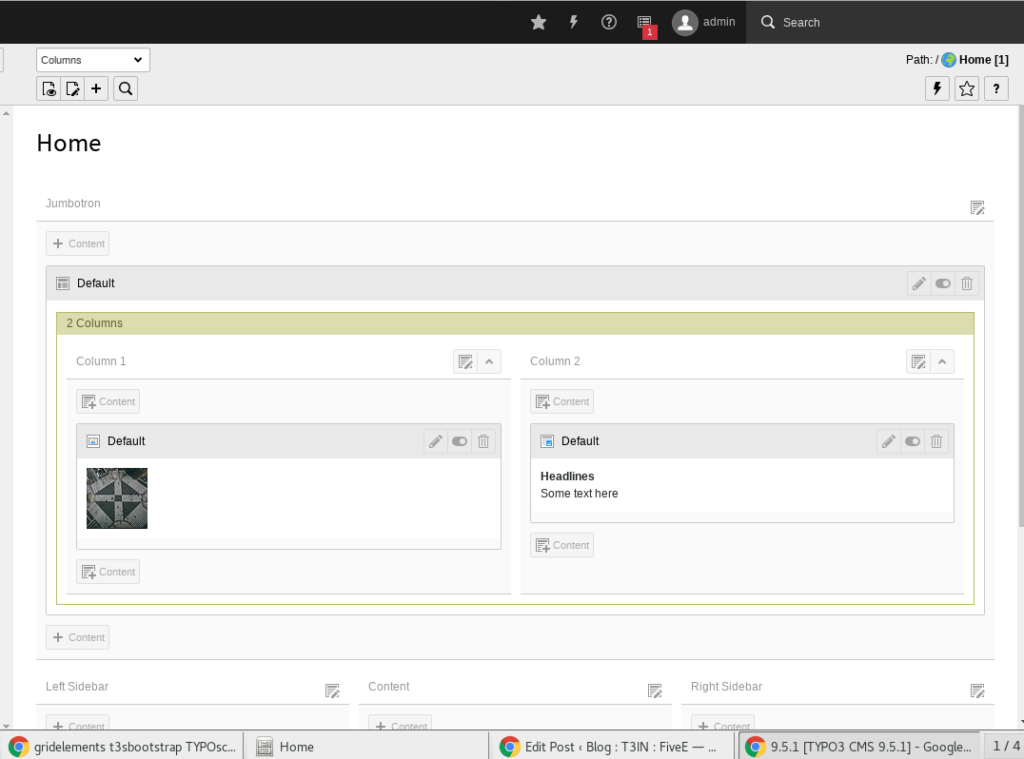 admin
Search
1
Columns
Path: / Home [1]
?
Home
Jumbotron
Content
Default
2 Columns
Column 1
Column 2
Content
Content
Default
Default
Headlines
Some text here
Content
Content
Content
Left Sidebar
Content
Right Sidebar
Content
Content
Content
gridelements t3sbootstrap TYPOsc...
Home
Edit Post ‹ Blog : T3IN : FiveE — ...
9.5.1 [TYPO3 CMS 9.5.1] - Google...
1 / 4